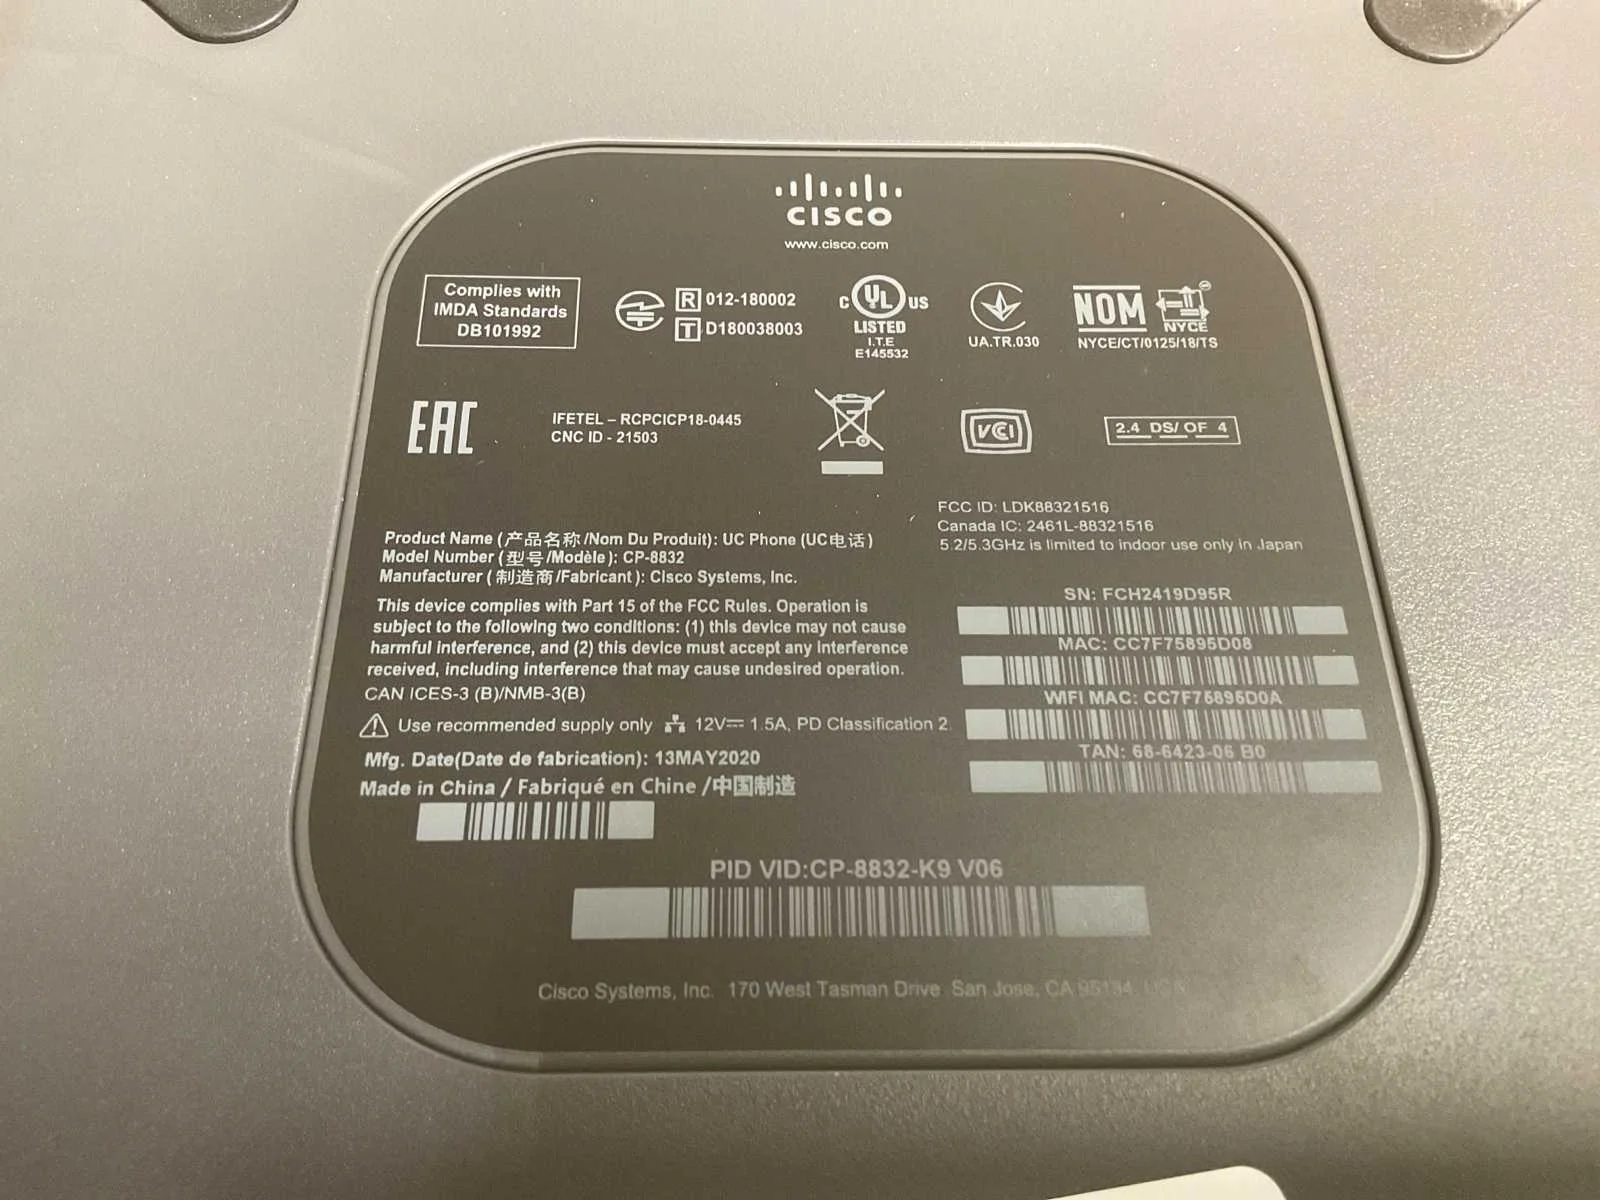 CISCO
www.cisco.com
Complies with
IMDA Standards
DB101992
R 012-180002
T D180038003
C UL US
LISTED
I.T.E
E145532
UA.TR.030
NOM
NYCE
NYCE/CT/0125/18/TS
EAC
IFETEL – RCPCICP18-0445
CNC ID - 21503
VCCI
2.4 DS/ OF 4
FCC ID: LDK88321516
Canada IC: 2461L-88321516
5.2/5.3GHz is limited to indoor use only in Japan
Product Name (产品名称/Nom Du Produit): UC Phone (UC电话)
Model Number (型号/Modèle): CP-8832
Manufacturer (制造商/Fabricant): Cisco Systems, Inc.
This device complies with Part 15 of the FCC Rules. Operation is
subject to the following two conditions: (1) this device may not cause
harmful interference, and (2) this device must accept any interference
received, including interference that may cause undesired operation.
CAN ICES-3 (B)/NMB-3(B)
Use recommended supply only 12V⎓ 1.5A, PD Classification 2
Mfg. Date(Date de fabrication): 13MAY2020
Made in China / Fabriqué en Chine /中国制造
SN: FCH2419D95R
MAC: CC7F75895D08
WIFI MAC: CC7F75895D0A
TAN: 68-6423-06 B0
PID VID:CP-8832-K9 V06
Cisco Systems, Inc. 170 West Tasman Drive San Jose, CA 95134